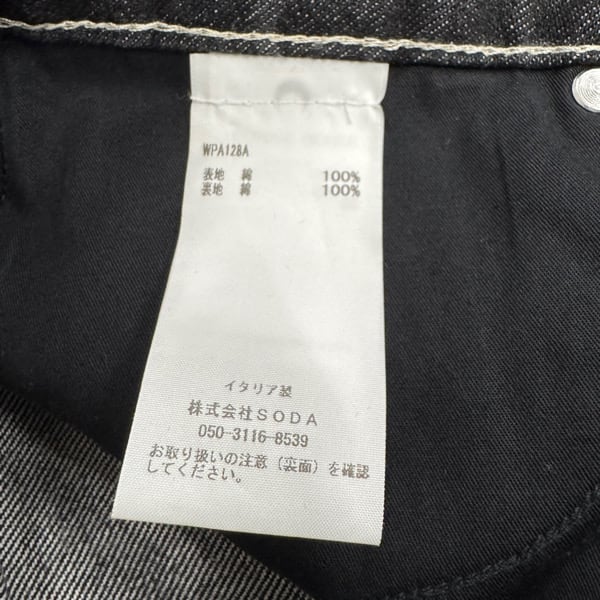 WPA128A
表地 綿 100%
裏地 綿 100%
イタリア製
株式会社SODA
050-3116-8539
お取り扱いの注意(裏面)を確認
してください。